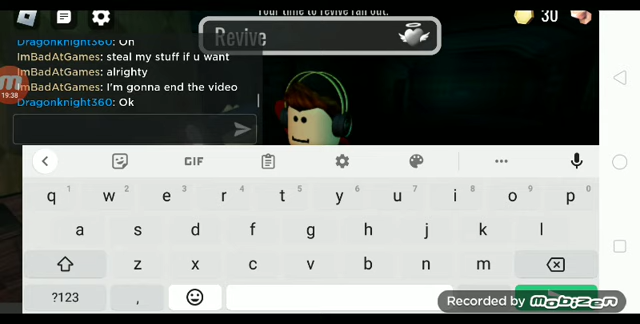 Your time to revive ran out.
Revive
30
Dragonknight360: Oh
ImBadAtGames: steal my stuff if u want
ImBadAtGames: alrighty
ImBadAtGames: I'm gonna end the video
Dragonknight360: Ok
19:38
GIF
q 1 w 2 e 3 r 4 t 5 y 6 u 7 i 8 o 9 p 0
a s d f g h j k l
z x c v b n m
?123 ,
Recorded by Mobizen